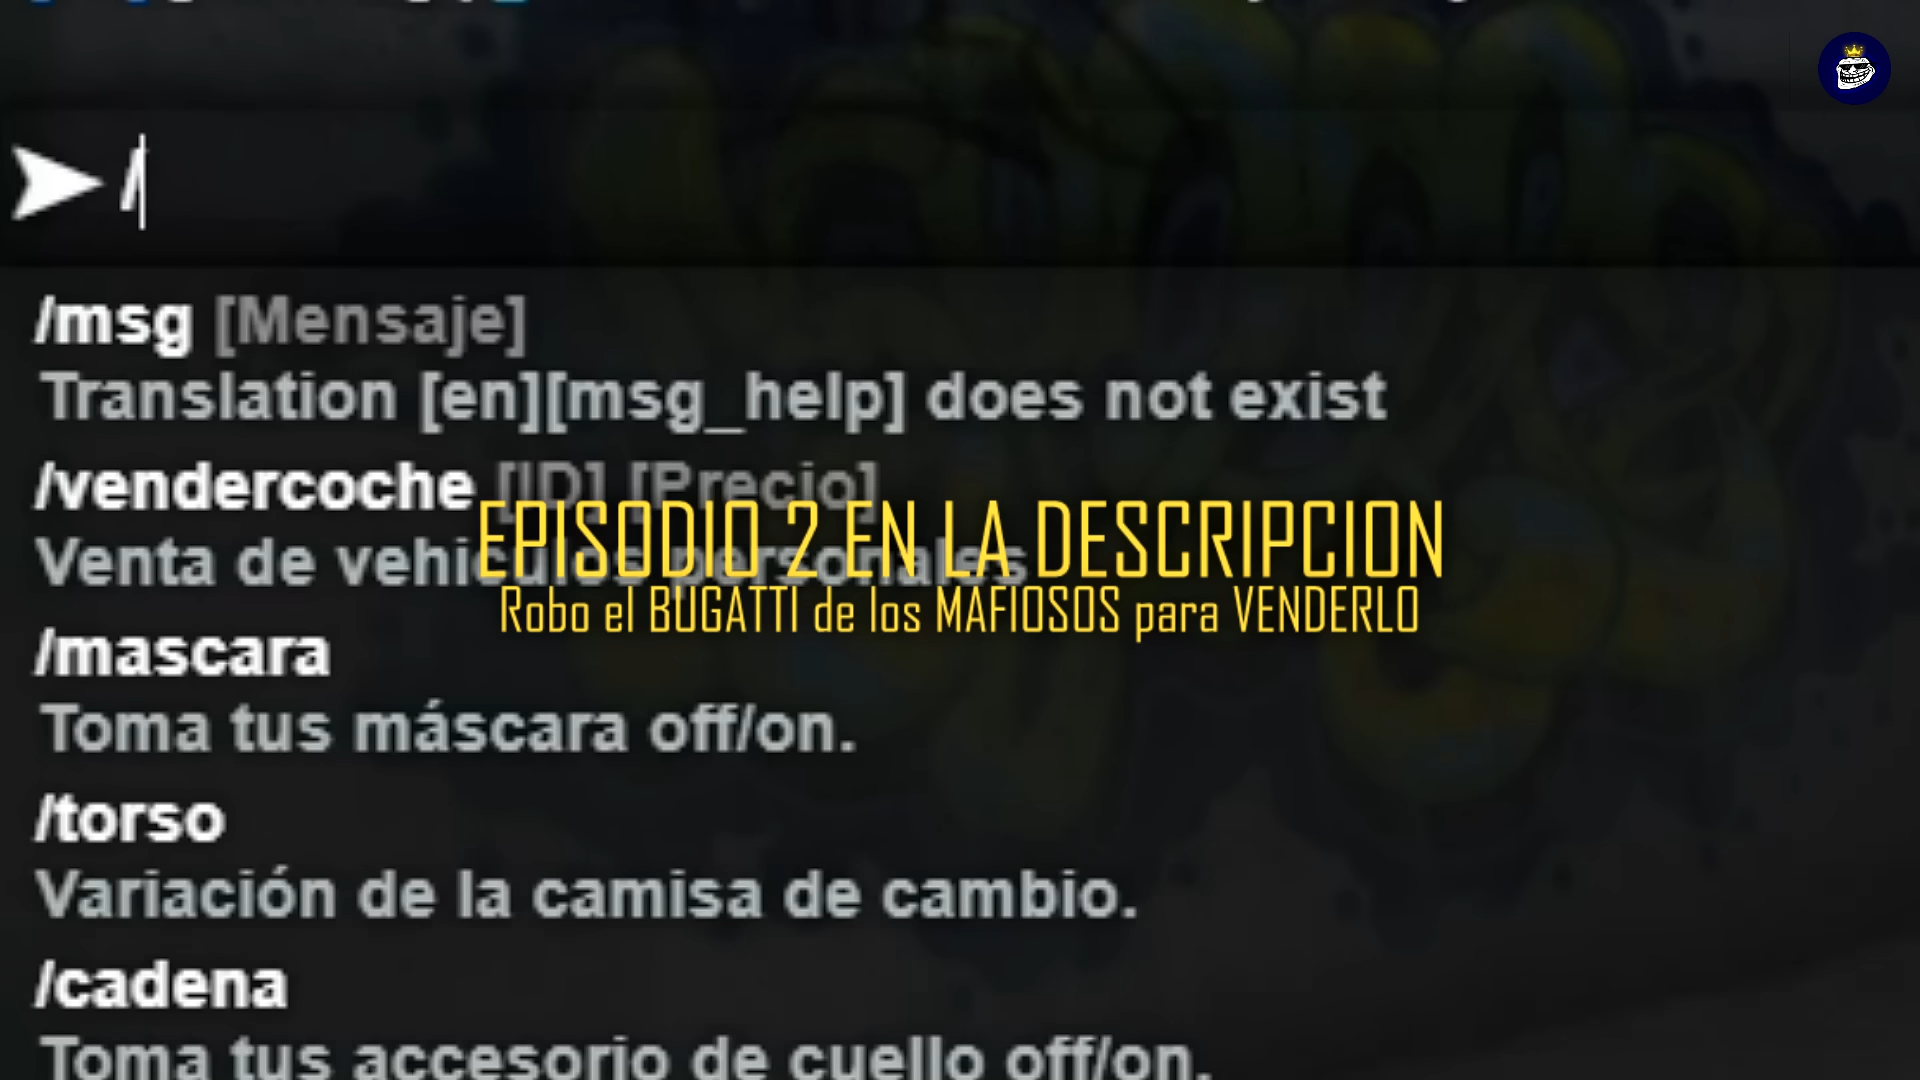 /
/msg [Mensaje]
Translation [en][msg_help] does not exist
/vendercoche [ID] [Precio]
Venta de vehiculos personales
EPISODIO 2 EN LA DESCRIPCION
Robo el BUGATTI de los MAFIOSOS para VENDERLO
/mascara
Toma tus máscara off/on.
/torso
Variación de la camisa de cambio.
/cadena
Toma tus accesorio de cuello off/on.